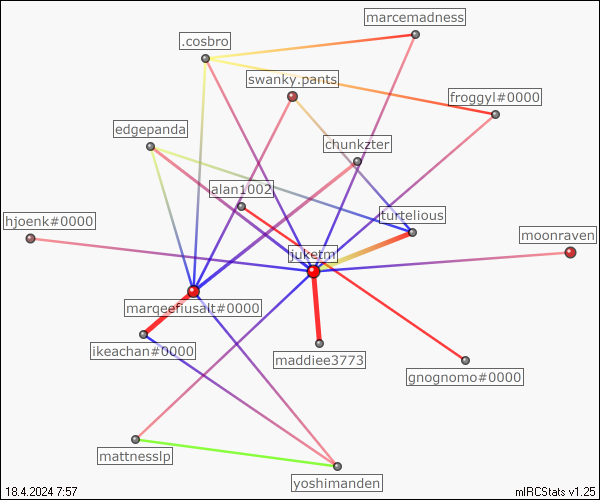 marcemadness
.cosbro
swanky.pants
froggyl#0000
edgepanda
chunkzter
alan1002
hjoenk#0000
turtelious
moonraven
juketm
marqeefiusalt#0000
ikeachan#0000
maddiee3773
gnognomo#0000
mattnesslp
yoshimanden
18.4.2024 7:57
mIRCStats v1.25